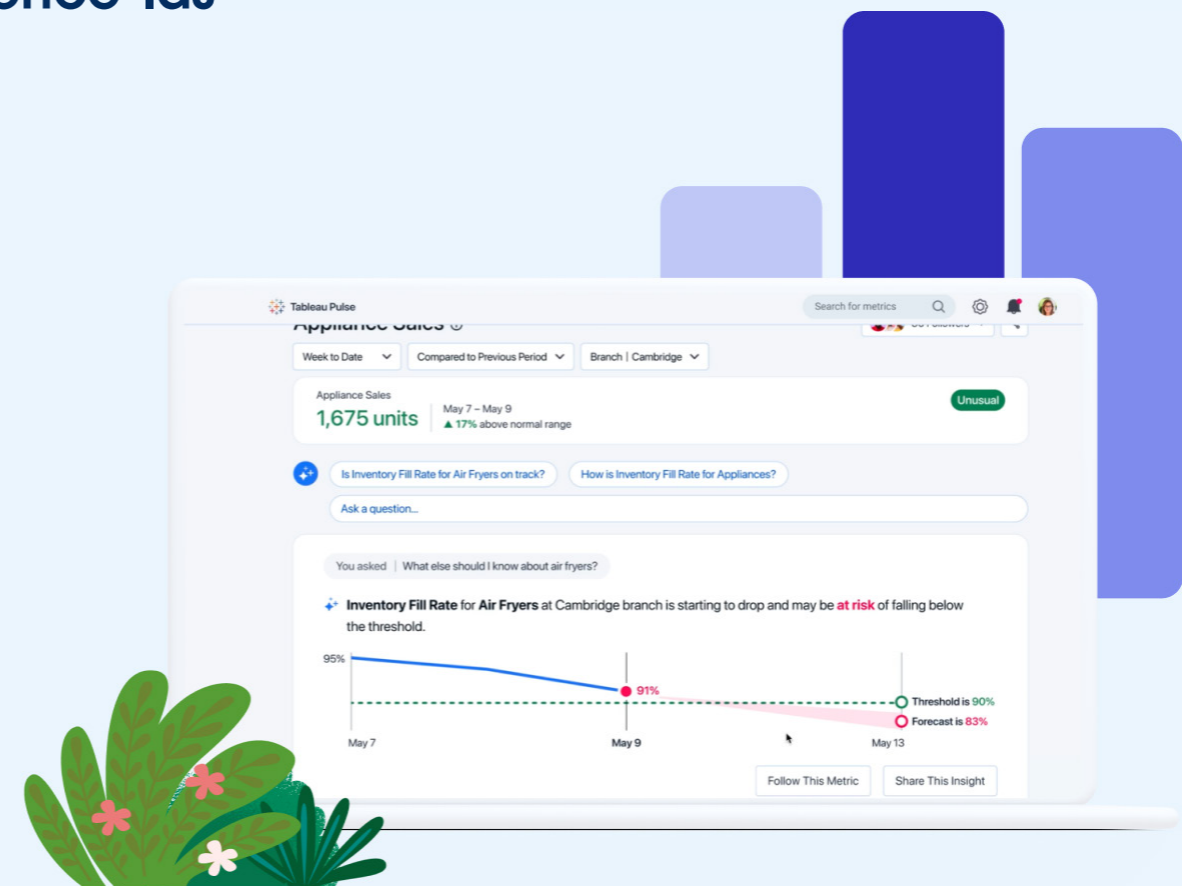 Tableau Pulse
Search for metrics
Appliance Sales
Followers
Week to Date
Compared to Previous Period
Branch | Cambridge
Appliance Sales
1,675 units
May 7 – May 9
▲ 17% above normal range
Unusual
Is Inventory Fill Rate for Air Fryers on track?
How is Inventory Fill Rate for Appliances?
Ask a question...
You asked | What else should I know about air fryers?
Inventory Fill Rate for Air Fryers at Cambridge branch is starting to drop and may be at risk of falling below
the threshold.
95%
91%
Threshold is 90%
Forecast is 83%
May 7
May 9
May 13
Follow This Metric
Share This Insight